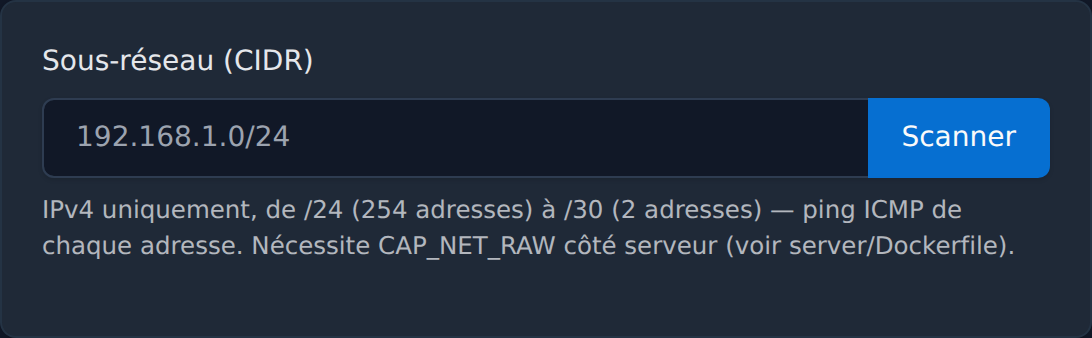 Sous-réseau (CIDR)
192.168.1.0/24
Scanner
IPv4 uniquement, de /24 (254 adresses) à /30 (2 adresses) — ping ICMP de
chaque adresse. Nécessite CAP_NET_RAW côté serveur (voir server/Dockerfile).